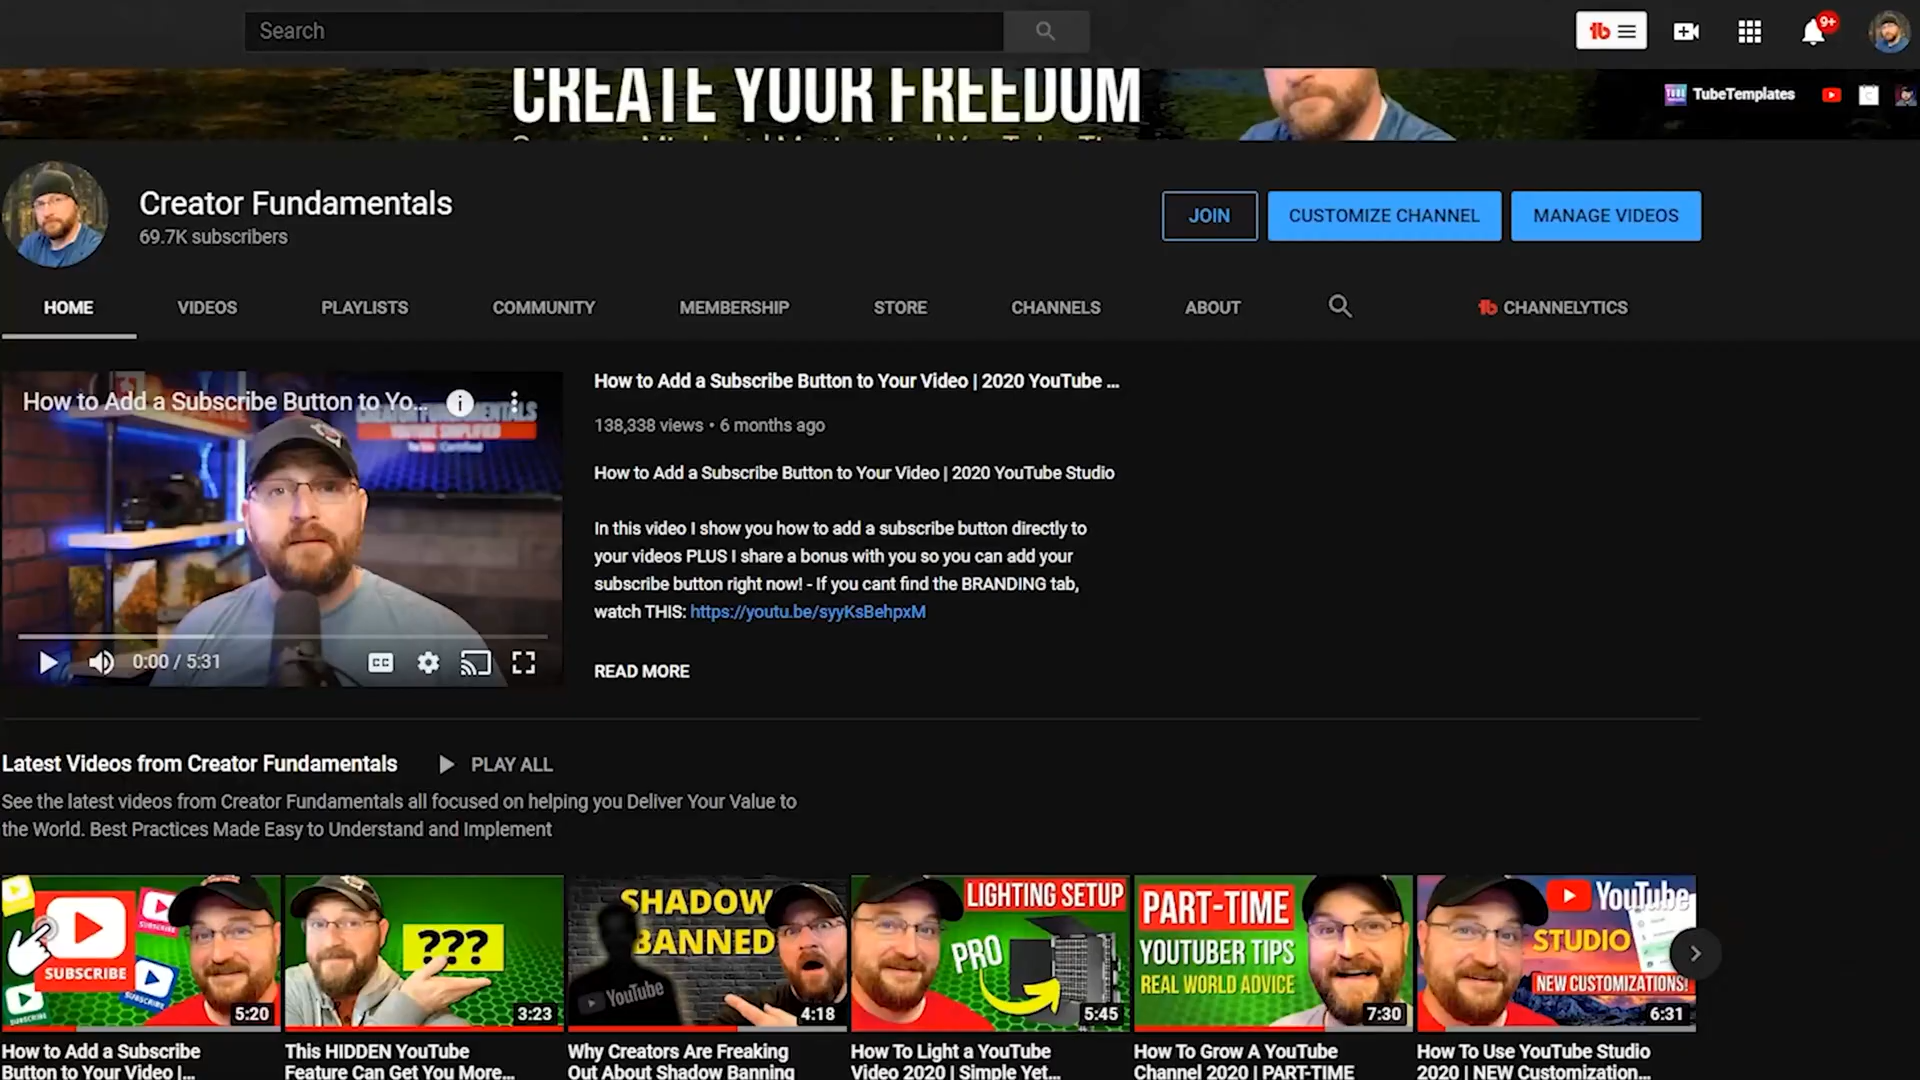 Search
9+
CREATE YOUR FREEDOM
TubeTemplates
Creator Fundamentals
69.7K subscribers
JOIN
CUSTOMIZE CHANNEL
MANAGE VIDEOS
HOME
VIDEOS
PLAYLISTS
COMMUNITY
MEMBERSHIP
STORE
CHANNELS
ABOUT
CHANNELYTICS
How to Add a Subscribe Button to Yo...
CREATOR FUNDAMENTALS
YOUTUBE SIMPLIFIED
0:00 / 5:31
CC
How to Add a Subscribe Button to Your Video | 2020 YouTube ...
138,338 views • 6 months ago
How to Add a Subscribe Button to Your Video | 2020 YouTube Studio
In this video I show you how to add a subscribe button directly to
your videos PLUS I share a bonus with you so you can add your
subscribe button right now! - If you cant find the BRANDING tab,
watch THIS: https://youtu.be/syyKsBehpxM
READ MORE
Latest Videos from Creator Fundamentals
PLAY ALL
See the latest videos from Creator Fundamentals all focused on helping you Deliver Your Value to
the World. Best Practices Made Easy to Understand and Implement
SUBSCRIBE
SUBSCRIBE
SUBSCRIBE
SUBSCRIBE
5:20
???
3:23
SHADOW
BANNED
YouTube
4:18
LIGHTING SETUP
PRO
5:45
PART-TIME
YOUTUBER TIPS
REAL WORLD ADVICE
7:30
YouTube
STUDIO
NEW CUSTOMIZATIONS!
6:31
How to Add a Subscribe
Button to Your Video |...
This HIDDEN YouTube
Feature Can Get You More...
Why Creators Are Freaking
Out About Shadow Banning
How To Light a YouTube
Video 2020 | Simple Yet...
How To Grow A YouTube
Channel 2020 | PART-TIME
How To Use YouTube Studio
2020 | NEW Customization...